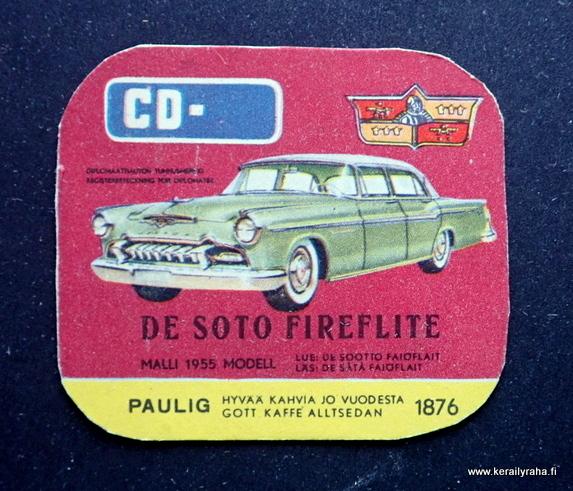 CD-
DIPLOMAATTIAUTON TUNNUSMERKKI
REGISTERBETECKNING FÖR DIPLOMATER
DE SOTO FIREFLITE
MALLI 1955 MODELL
LUE: DE SOOTTO FAIÖFLAIT
LÄS: DE SÅTÅ FAIÖFLAIT
PAULIG
HYVÄÄ KAHVIA JO VUODESTA
GOTT KAFFE ALLTSEDAN
1876
www.kerailyraha.fi